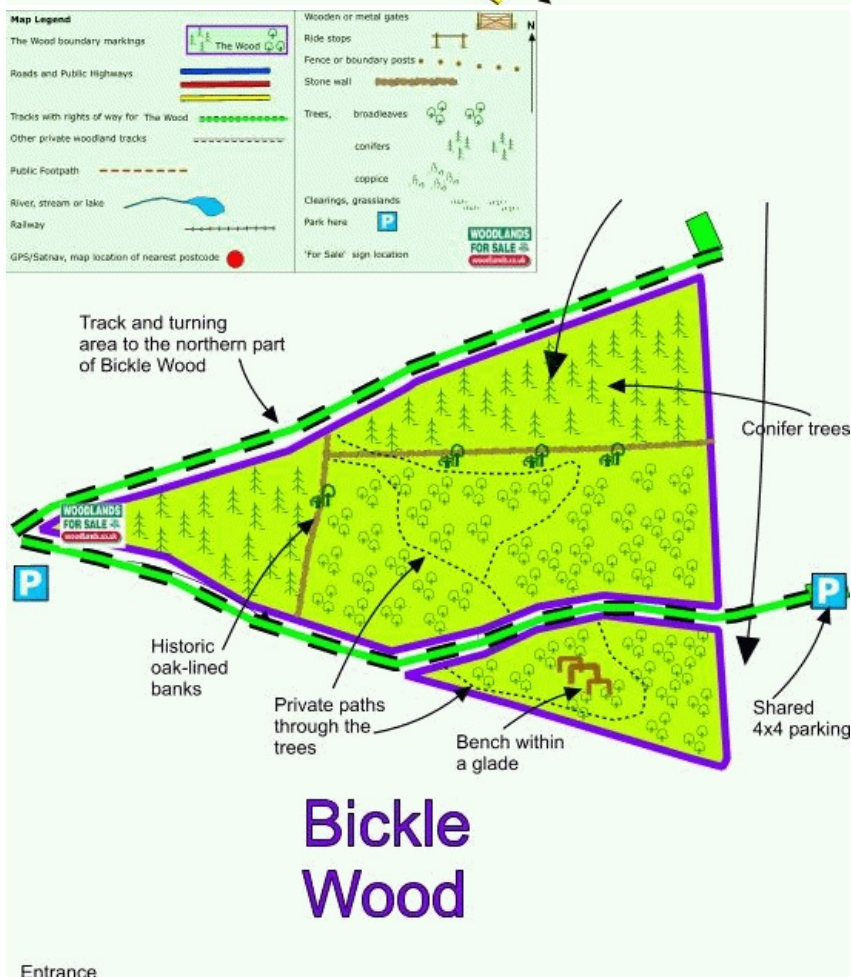 Map Legend
The Wood boundary markings
The Wood
Roads and Public Highways
Tracks with rights of way for The Wood
Other private woodland tracks
Public Footpath
River, stream or lake
Railway
GPS/Satnav, map location of nearest postcode
Wooden or metal gates
N
Ride stops
Fence or boundary posts
Stone wall
Trees, broadleaves
conifers
coppice
Clearings, grasslands
Park here
P
'For Sale' sign location
WOODLANDS
FOR SALE
woodlands.co.uk
Track and turning
area to the northern part
of Bickle Wood
Conifer trees
WOODLANDS
FOR SALE
woodlands.co.uk
P
P
Historic
oak-lined
banks
Private paths
through the
trees
Bench within
a glade
Shared
4x4 parking
Bickle
Wood
Entrance